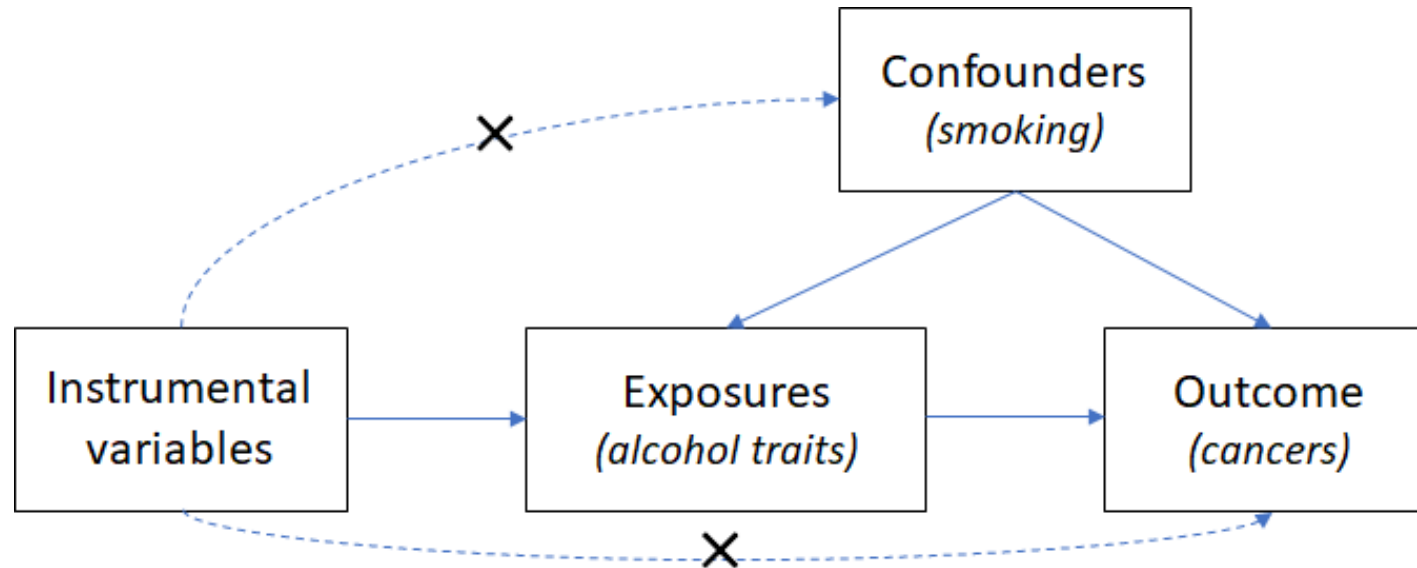 Confounders
(smoking)
Instrumental
variables
Exposures
(alcohol traits)
Outcome
(cancers)